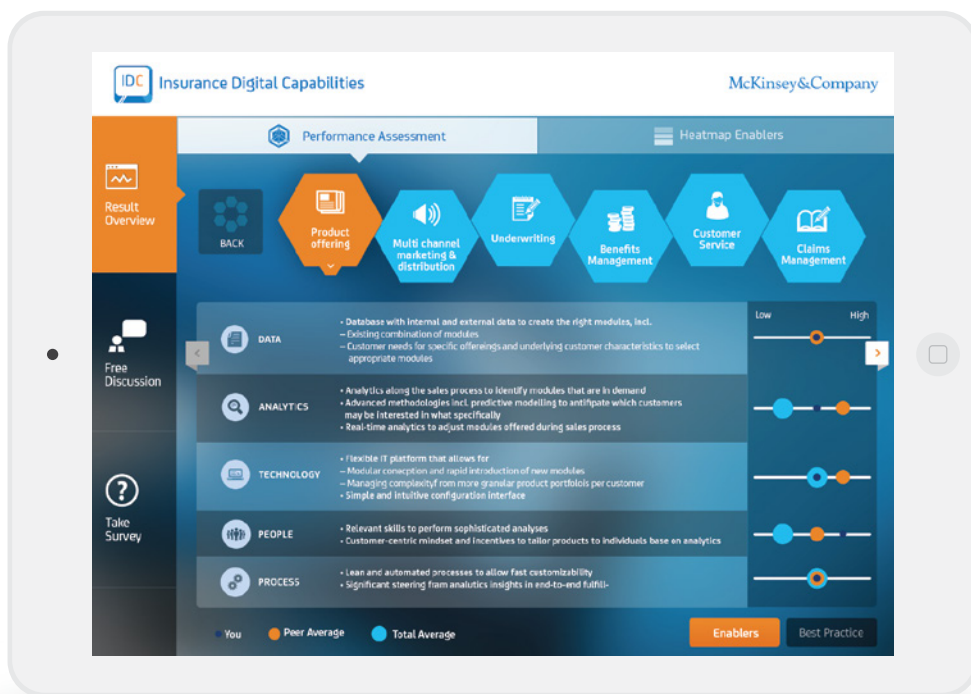 IDC Insurance Digital Capabilities
McKinsey&Company
Performance Assessment
Heatmap Enablers
Result
Overview
Free
Discussion
Take
Survey
BACK
Product
offering
Multi channel
marketing &
distribution
Underwriting
Benefits
Management
Customer
Service
Claims
Management
Low High
DATA
• Database with internal and external data to create the right modules, incl.
– Existing combination of modules
– Customer needs for specific offereings and underlying customer characteristics to select
appropriate modules
ANALYTICS
• Analytics along the sales process to identify modules that are in demand
• Advanced methodologies incl. predictive modelling to antifipate which customers
may be interested in what specifically
• Real-time analytics to adjust modules offered during sales process
TECHNOLOGY
• Flexible IT platform that allows for
– Modular conecption and rapid introduction of new modules
– Managing complexityf rom more granular product portfolois per customer
• Simple and intuitive configuration interface
PEOPLE
• Relevant skills to perform sophisticated analyses
• Customer-centric mindset and incentives to tailor products to individuals base on analytics
PROCESS
• Lean and automated processes to allow fast customizability
• Significant steering from analutics insights in end-to-end fulfill-
You
Peer Average
Total Average
Enablers
Best Practice